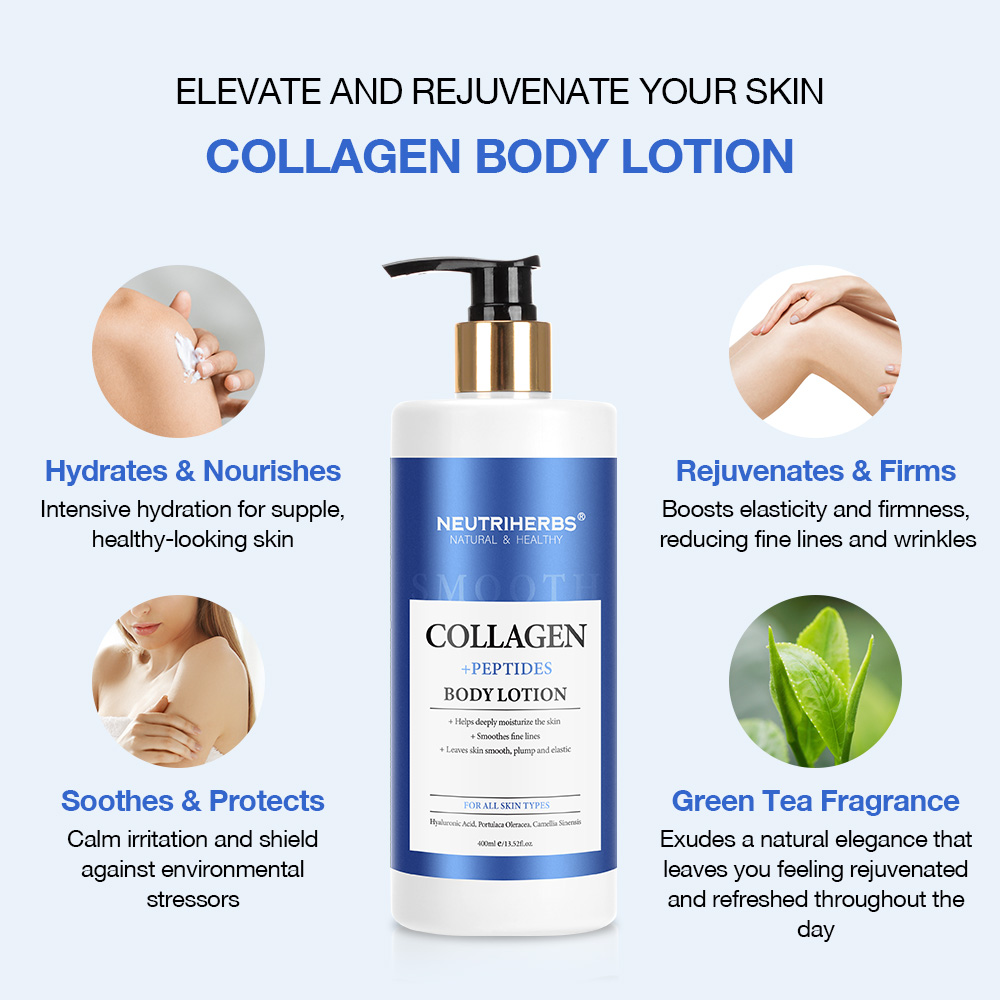 ELEVATE AND REJUVENATE YOUR SKIN
COLLAGEN BODY LOTION
Hydrates & Nourishes
Intensive hydration for supple,
healthy-looking skin
Rejuvenates & Firms
Boosts elasticity and firmness,
reducing fine lines and wrinkles
NEUTRIHERBS®
NATURAL & HEALTHY
SMOOTH
COLLAGEN
+PEPTIDES
BODY LOTION
+ Helps deeply moisturize the skin
+ Smoothes fine lines
+ Leaves skin smooth, plump and elastic
FOR ALL SKIN TYPES
Hyaluronic Acid, Portulaca Oleracea, Camellia Sinensis
400ml ℮/13.52fl.oz.
Soothes & Protects
Calm irritation and shield
against environmental
stressors
Green Tea Fragrance
Exudes a natural elegance that
leaves you feeling rejuvenated
and refreshed throughout the
day